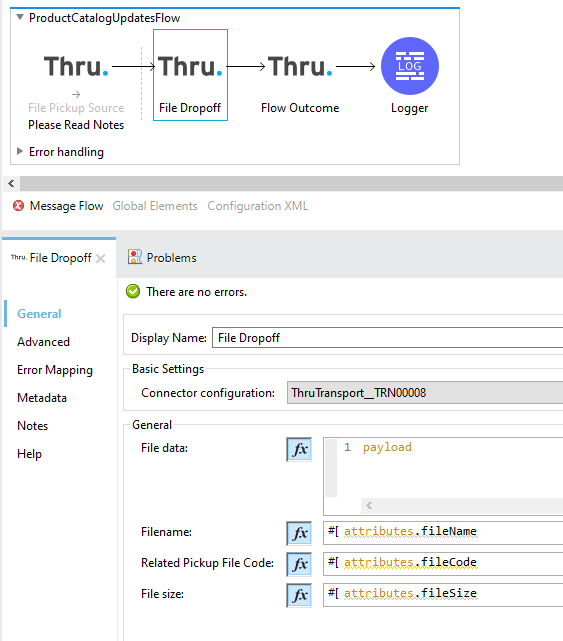 ProductCatalogUpdatesFlow
Thru. Thru. Thru. LOG
File Pickup Source File Dropoff Flow Outcome Logger
Please Read Notes
Error handling
Message Flow Global Elements Configuration XML
Thru. File Dropoff Problems
There are no errors.
General
Advanced
Error Mapping
Metadata
Notes
Help
Display Name: File Dropoff
Basic Settings
Connector configuration: ThruTransport__TRN00008
General
File data: fx 1 payload
Filename: fx #[ attributes.fileName
Related Pickup File Code: fx #[ attributes.fileCode
File size: fx #[ attributes.fileSize